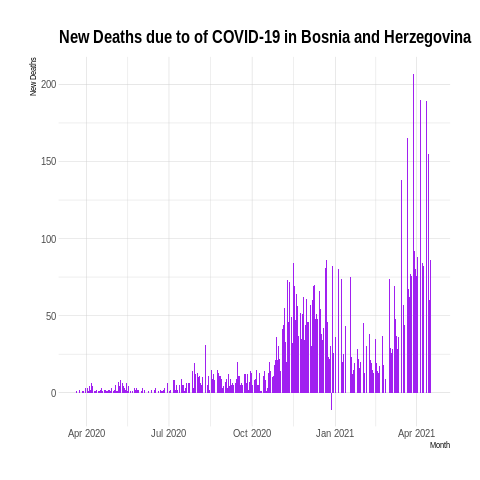 New Deaths due to of COVID-19 in Bosnia and Herzegovina
New Deaths
200
150
100
50
0
Apr 2020 Jul 2020 Oct 2020 Jan 2021 Apr 2021
Month